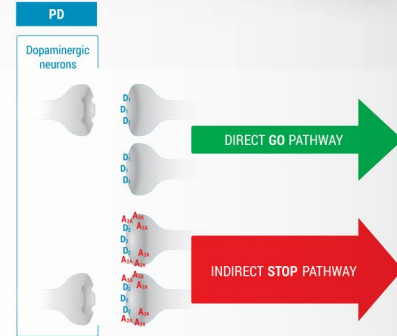 PD
Dopaminergic
neurons
D₁
D₁
D₁
DIRECT GO PATHWAY
D₁
D₁
D₁
A₂A A₂A
D₂ A₂A
D₂
D₂
A₂A A₂A
INDIRECT STOP PATHWAY
A₂A A₂A
D₂ A₂A
D₂
D₂ A₂A
A₂A A₂A